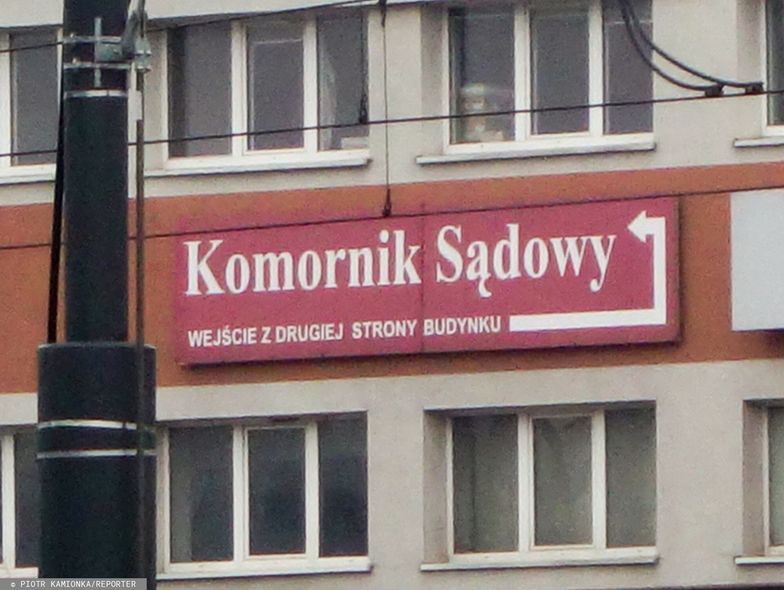 Komornik Sądowy
WEJŚCIE Z DRUGIEJ STRONY BUDYNKU
© PIOTR KAMIONKA/REPORTER